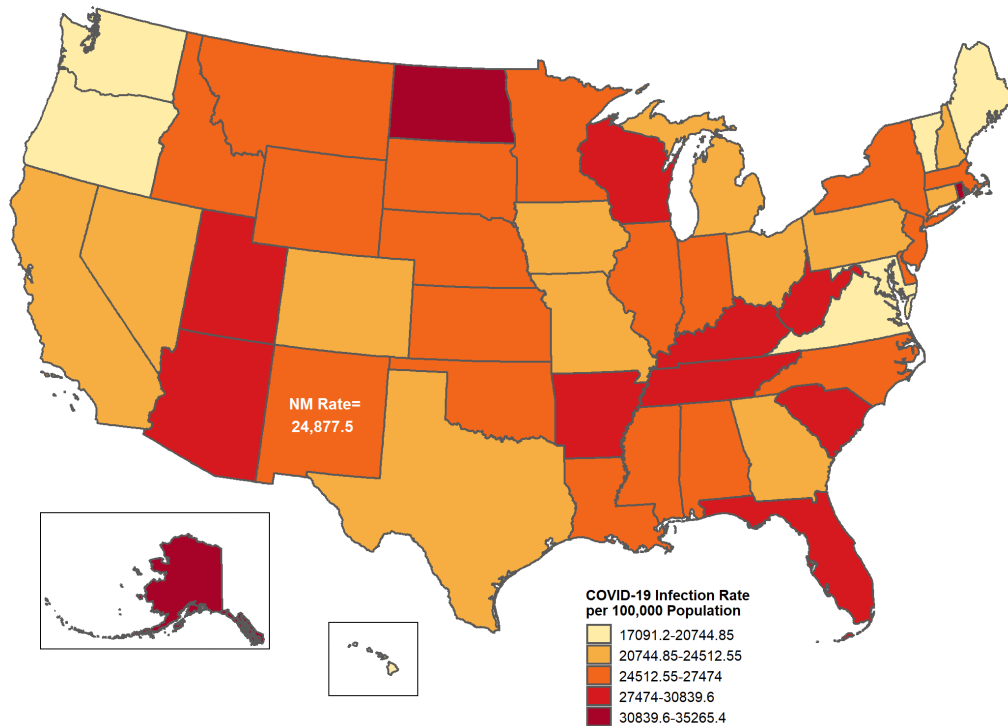 NM Rate=
24,877.5
COVID-19 Infection Rate
per 100,000 Population
17091.2-20744.85
20744.85-24512.55
24512.55-27474
27474-30839.6
30839.6-35265.4